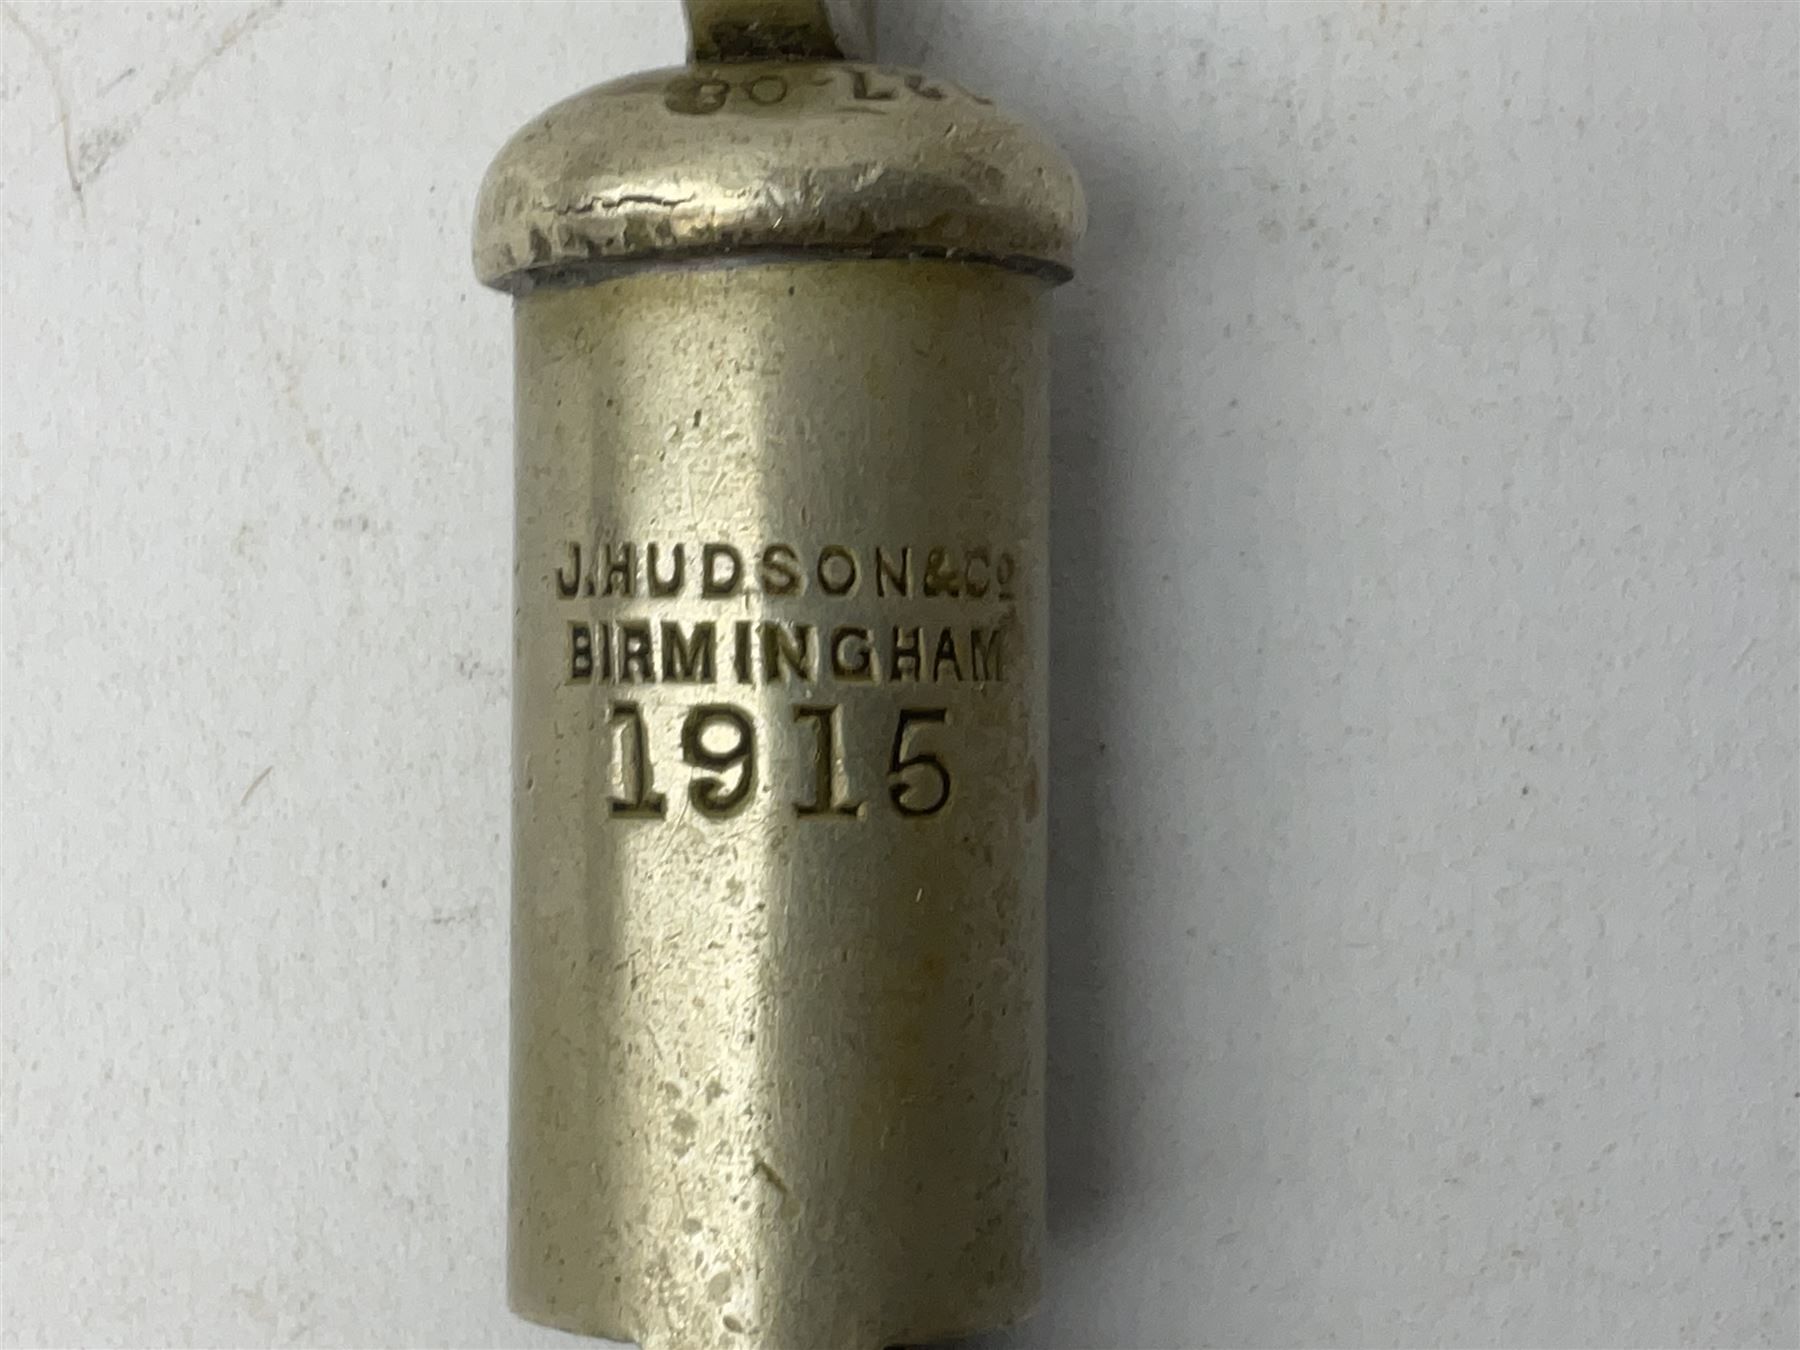 J. HUDSON & Cº
BIRMINGHAM
1915